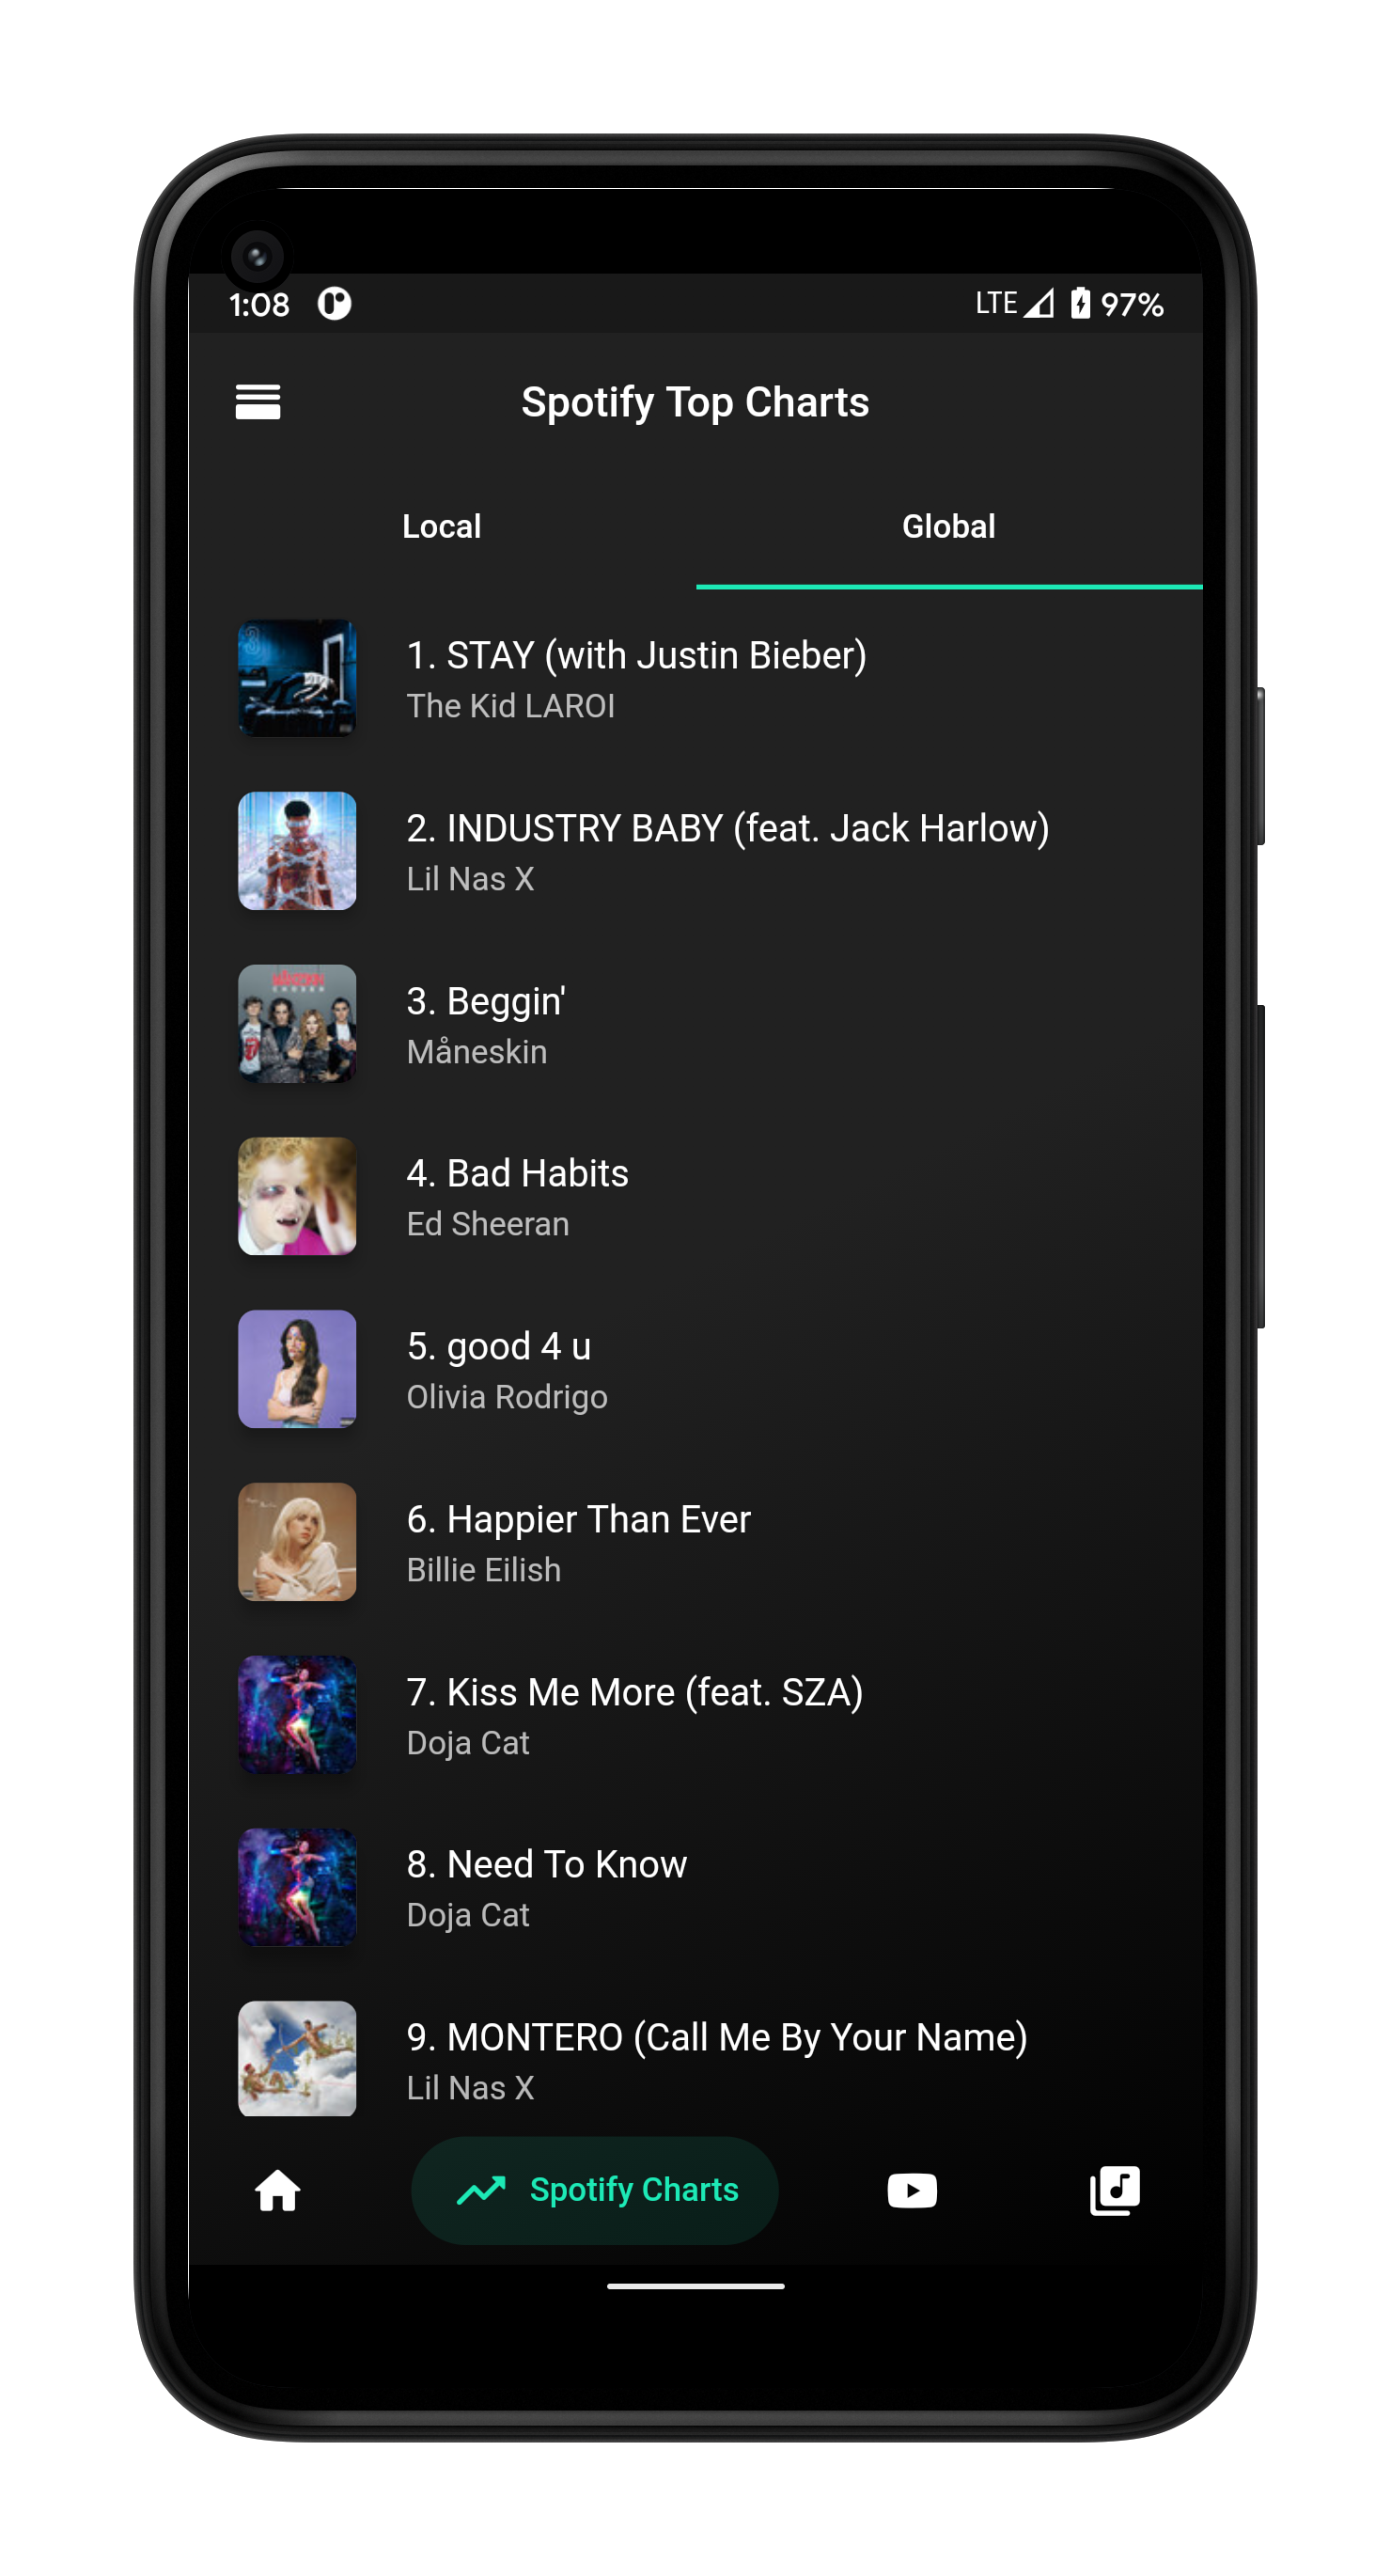 1:08
LTE 97%
Spotify Top Charts
Local Global
1. STAY (with Justin Bieber)
The Kid LAROI
2. INDUSTRY BABY (feat. Jack Harlow)
Lil Nas X
3. Beggin'
Måneskin
4. Bad Habits
Ed Sheeran
5. good 4 u
Olivia Rodrigo
6. Happier Than Ever
Billie Eilish
7. Kiss Me More (feat. SZA)
Doja Cat
8. Need To Know
Doja Cat
9. MONTERO (Call Me By Your Name)
Lil Nas X
Spotify Charts